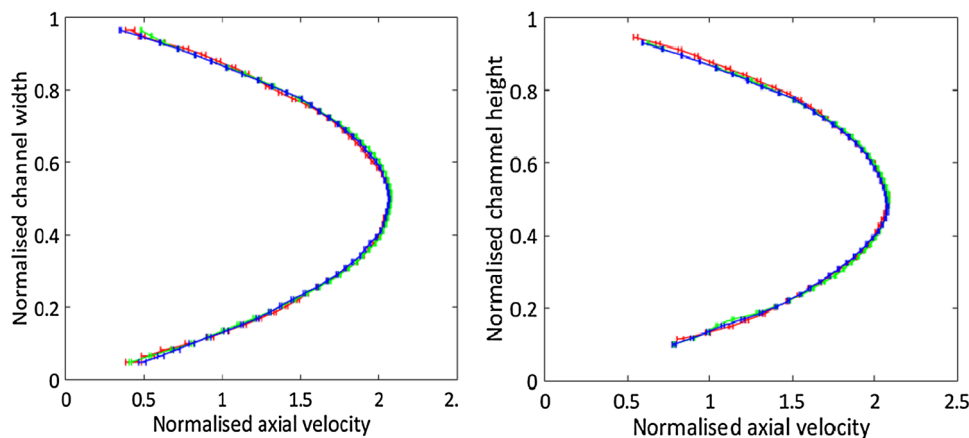 1
0.8
0.6
0.4
0.2
0
Normalised channel width
0 0.5 1 1.5 2 2.
Normalised axial velocity
1
0.8
0.6
0.4
0.2
0
Normalised chammel height
0 0.5 1 1.5 2 2.5
Normalised axial velocity